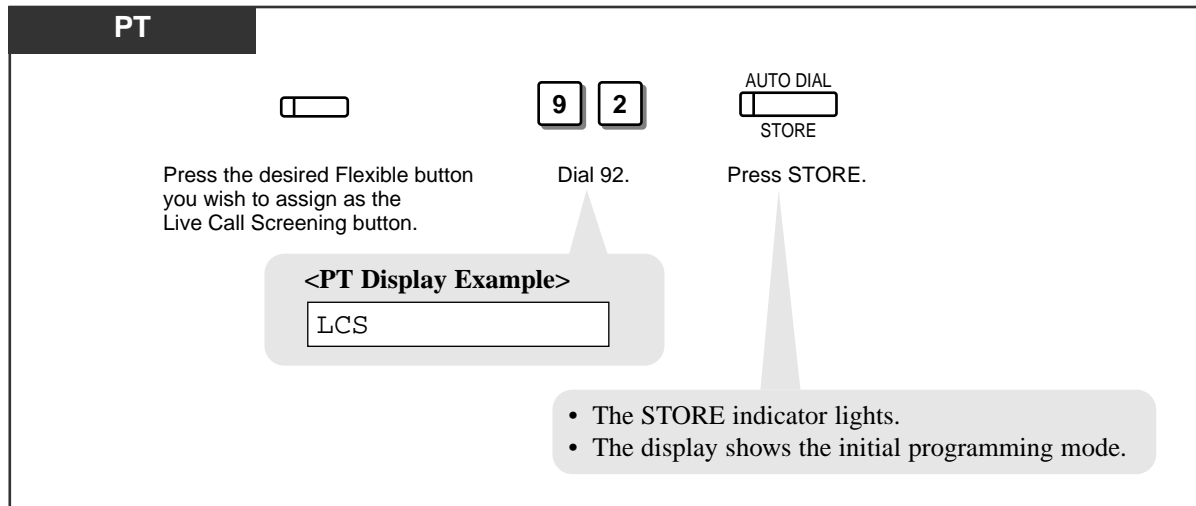 PT
9 2
AUTO DIAL
STORE
Press the desired Flexible button
you wish to assign as the
Live Call Screening button.
Dial 92.
Press STORE.
<PT Display Example>
LCS
• The STORE indicator lights.
• The display shows the initial programming mode.